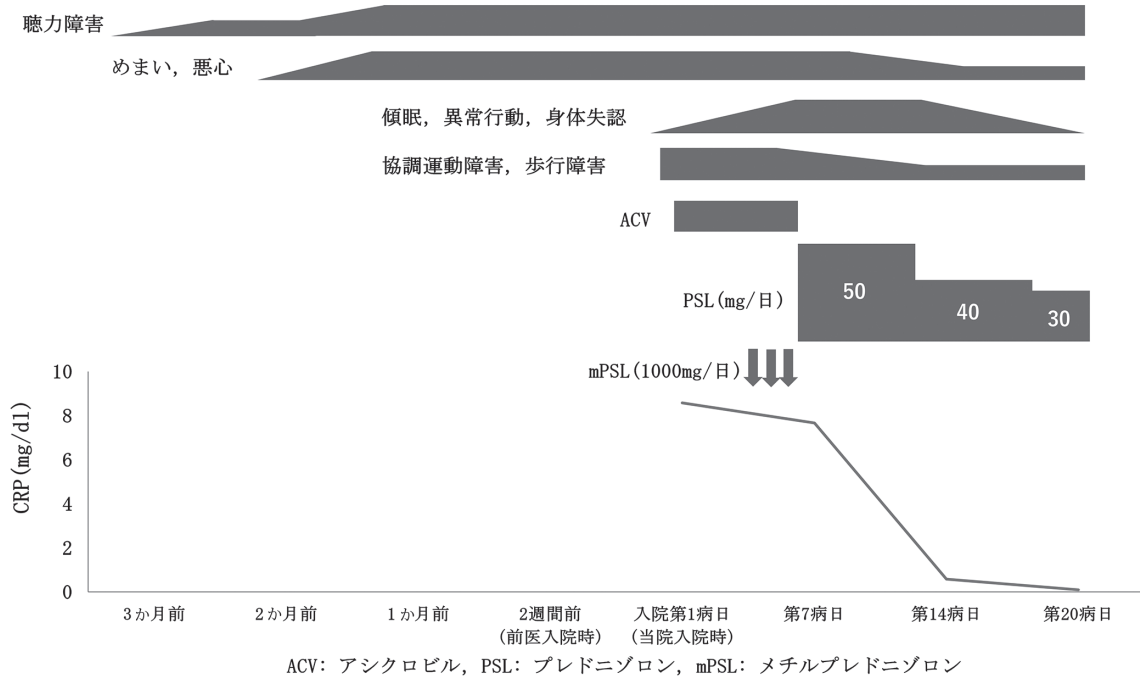 聴力障害
めまい，悪心
傾眠，異常行動，身体失認
協調運動障害，歩行障害
ACV
PSL(mg/日)
50
40
30
mPSL(1000mg/日)
CRP(mg/dl)
10
8
6
4
2
0
3か月前 2か月前 1か月前 2週間前 入院第1病日 第7病日 第14病日 第20病日
（前医入院時） （当院入院時）
ACV: アシクロビル，PSL: プレドニゾロン，mPSL: メチルプレドニゾロン